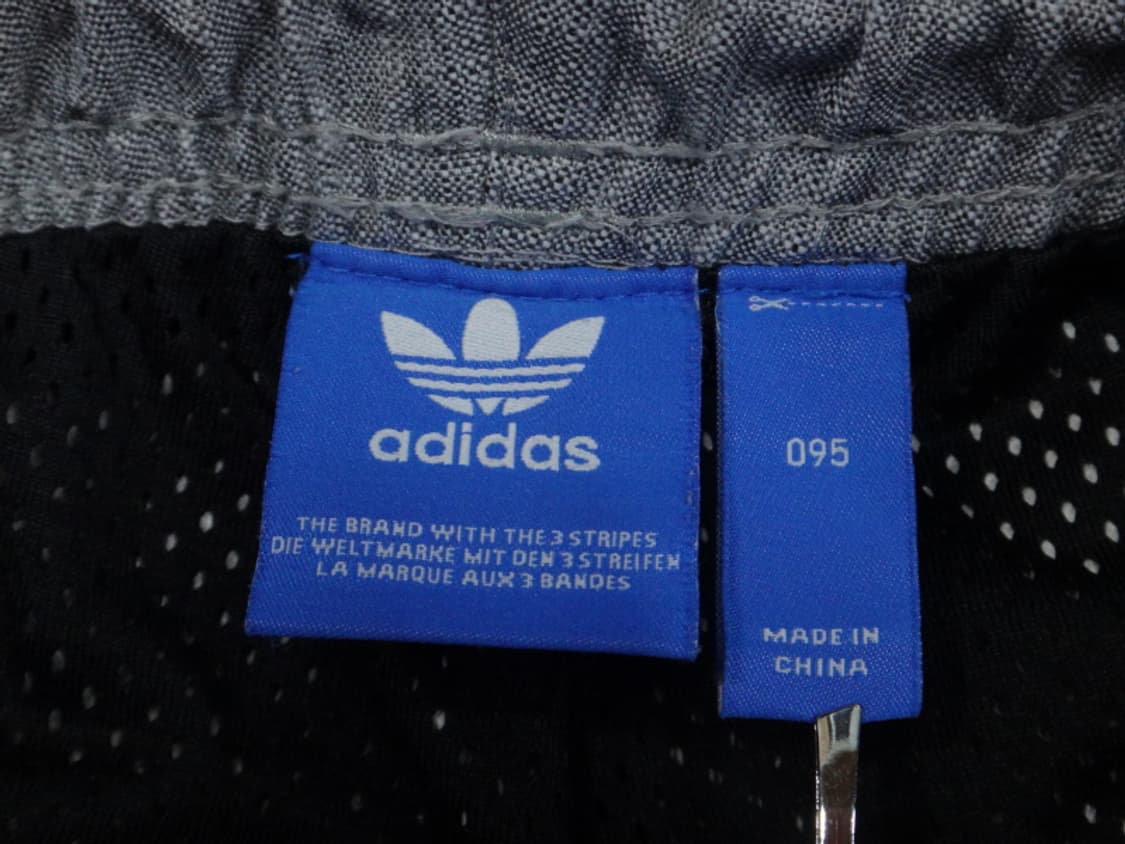 adidas
THE BRAND WITH THE 3 STRIPES
DIE WELTMARKE MIT DEN 3 STREIFEN
LA MARQUE AUX 3 BANDES
095
MADE IN
CHINA